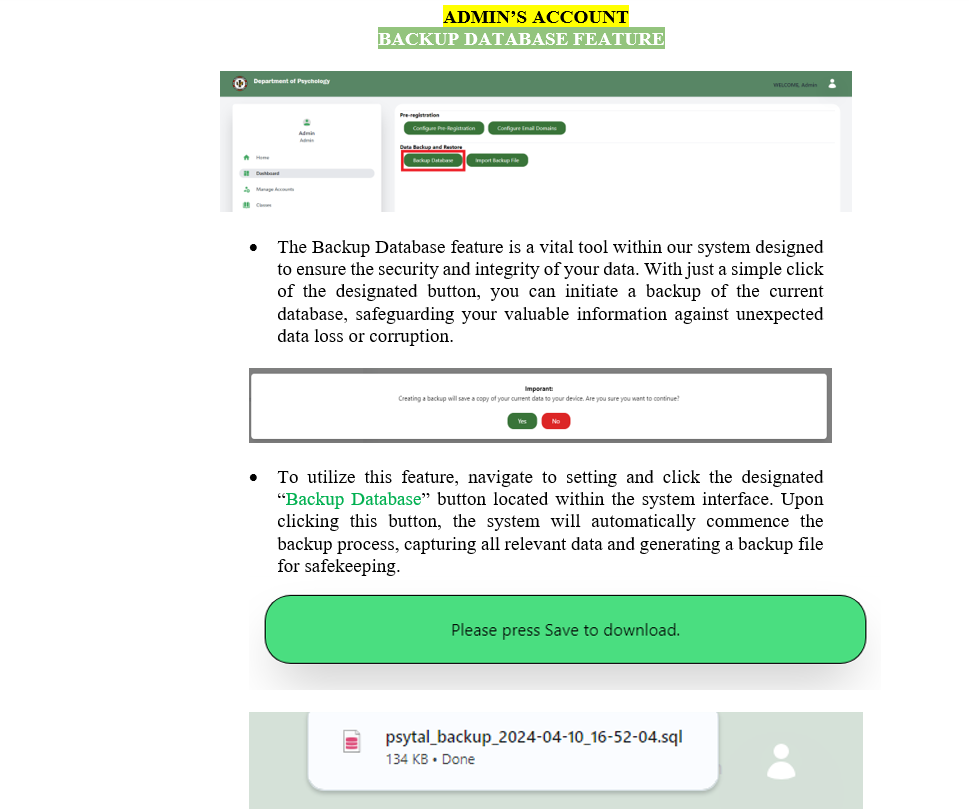 ADMIN’S ACCOUNT
BACKUP DATABASE FEATURE
Department of Psychology
WELCOME, Admin
Admin
Admin
Home
Dashboard
Manage Accounts
Classes
Pre-registration
Configure Pre-Registration Configure Email Domains
Data Backup and Restore
Backup Database Import Backup File
• The Backup Database feature is a vital tool within our system designed
to ensure the security and integrity of your data. With just a simple click
of the designated button, you can initiate a backup of the current
database, safeguarding your valuable information against unexpected
data loss or corruption.
Imporant:
Creating a backup will save a copy of your current data to your device. Are you sure you want to continue?
Yes No
• To utilize this feature, navigate to setting and click the designated
“Backup Database” button located within the system interface. Upon
clicking this button, the system will automatically commence the
backup process, capturing all relevant data and generating a backup file
for safekeeping.
Please press Save to download.
psytal_backup_2024-04-10_16-52-04.sql
134 KB • Done